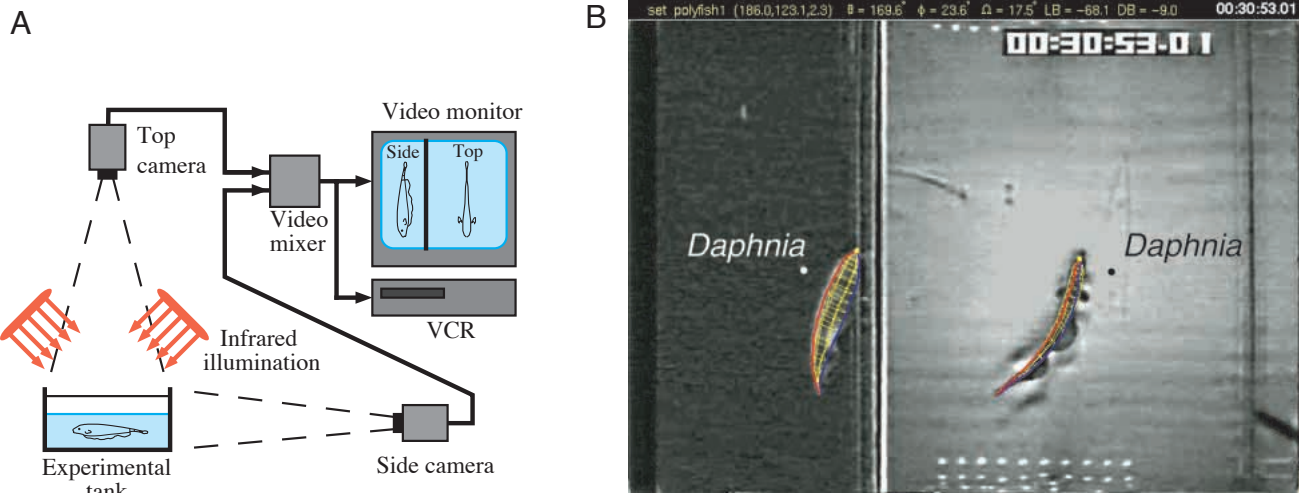 A
Top
camera
Video monitor
Side
Top
Video
mixer
VCR
Infrared
illumination
Experimental
tank
Side camera
B
set polyfish1 (186.0,123.1,2.3) θ = 169.6° ϕ = 23.6° Ω = 17.5° LB = −68.1 DB = −9.0 00:30:53.01
00:30:53.01
Daphnia
Daphnia